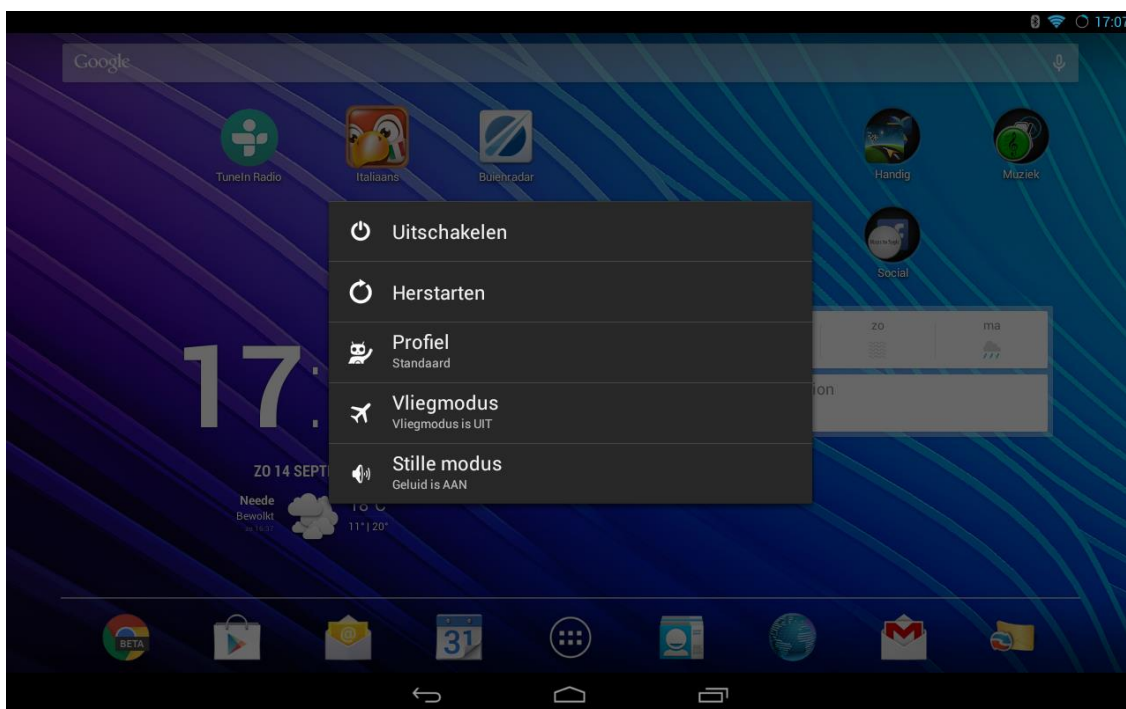 17:07
Google
TuneIn Radio
Italiaans
Buienradar
Handig
Muziek
Social
Uitschakelen
Herstarten
Profiel
Standaard
Vliegmodus
Vliegmodus is UIT
Stille modus
Geluid is AAN
17:
zo
ma
ion
ZO 14 SEPT
Neede
Bewolkt
18°C
11° | 20°
BETA
31